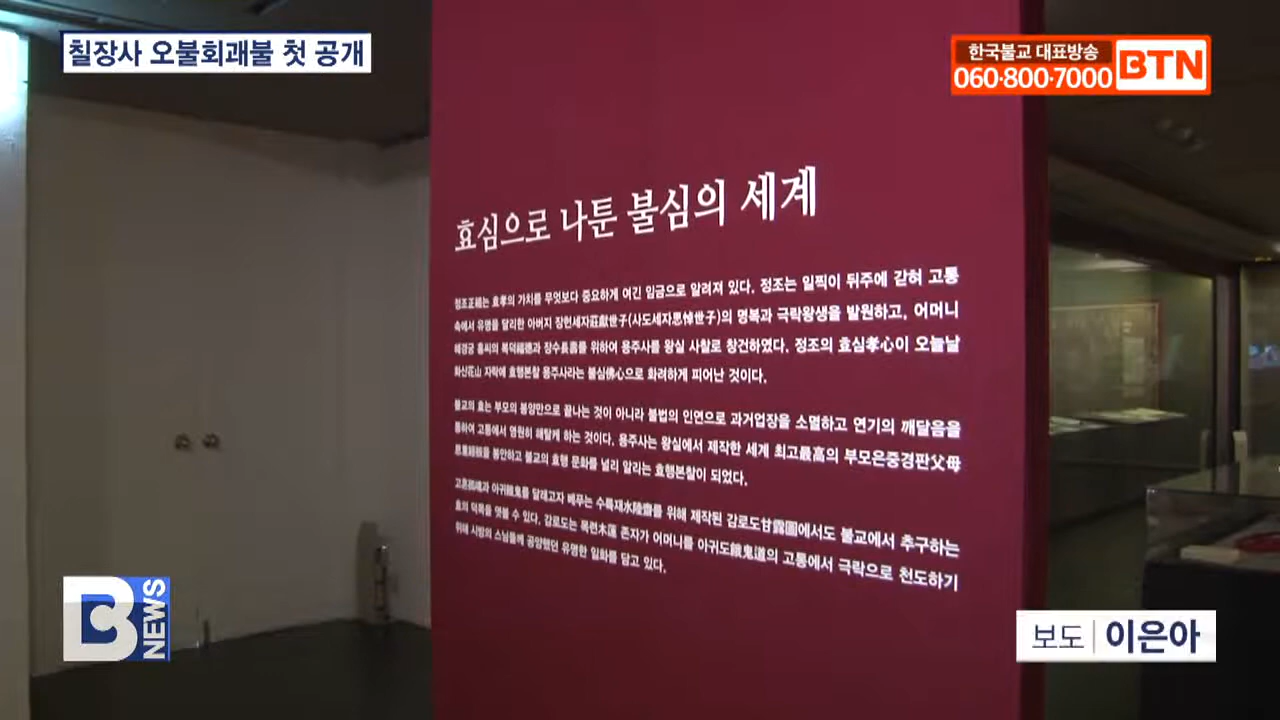 칠장사 오불회괘불 첫 공개
한국불교 대표방송
060·800·7000
BTN
효심으로 나툰 불심의 세계
정조正祖는 효孝의 가치를 무엇보다 중요하게 여긴 임금으로 알려져 있다. 정조는 일찍이 뒤주에 갇혀 고통
속에서 유명을 달리한 아버지 장헌세자莊獻世子(사도세자思悼世子)의 명복과 극락왕생을 발원하고, 어머니
혜경궁 홍씨의 복덕福德과 장수長壽를 위하여 용주사를 왕실 사찰로 창건하였다. 정조의 효심孝心이 오늘날
화산花山 자락에 효행본찰 용주사라는 불심佛心으로 화려하게 피어난 것이다.
불교의 효는 부모의 봉양만으로 끝나는 것이 아니라 불법의 인연으로 과거업장을 소멸하고 연기의 깨달음을
통하여 고통에서 영원히 해탈게 하는 것이다. 용주사는 왕실에서 제작한 세계 최고最高의 부모은중경판父母
恩重經板을 봉안하고 불교의 효행 문화를 널리 알리는 효행본찰이 되었다.
고혼孤魂과 아귀餓鬼를 달래고자 베푸는 수륙재水陸齋를 위해 제작된 감로도甘露圖에서도 불교에서 추구하는
효의 덕목을 엿볼 수 있다. 감로도는 목련木蓮 존자가 어머니를 아귀도餓鬼道의 고통에서 극락으로 천도하기
위해 시방의 스님들께 공양했던 유명한 일화를 담고 있다.
B NEWS
보도 이은아